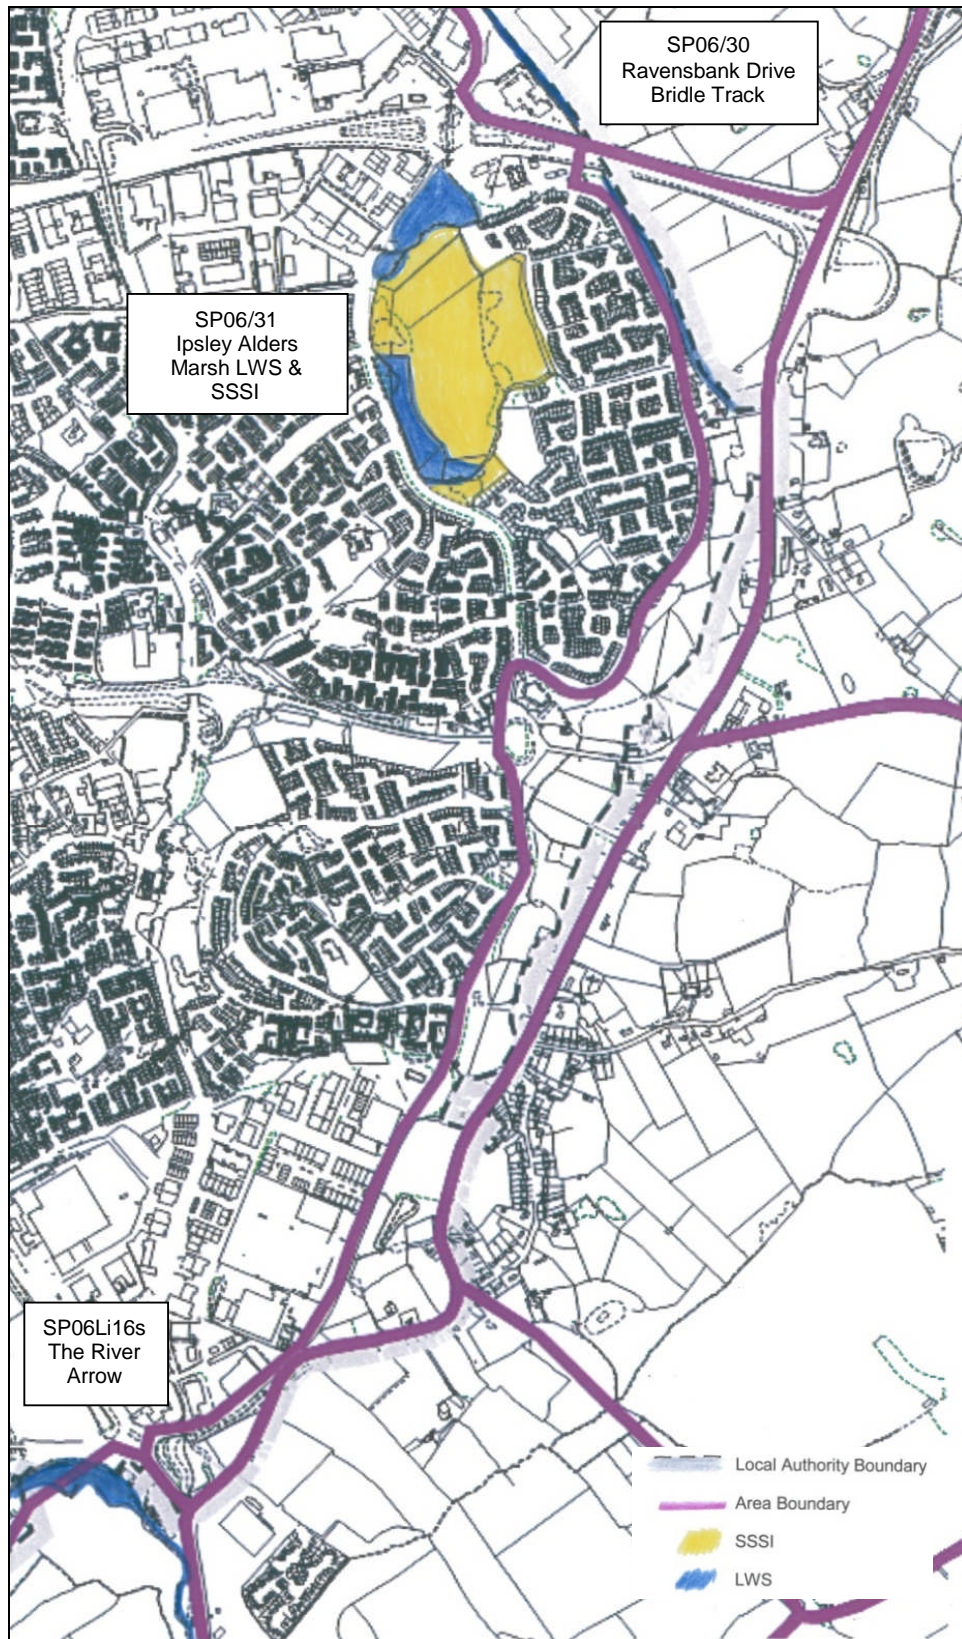 SP06/30
Ravensbank Drive
Bridle Track
SP06/31
Ipsley Alders
Marsh LWS &
SSSI
SP06Li16s
The River
Arrow
Local Authority Boundary
Area Boundary
SSSI
LWS